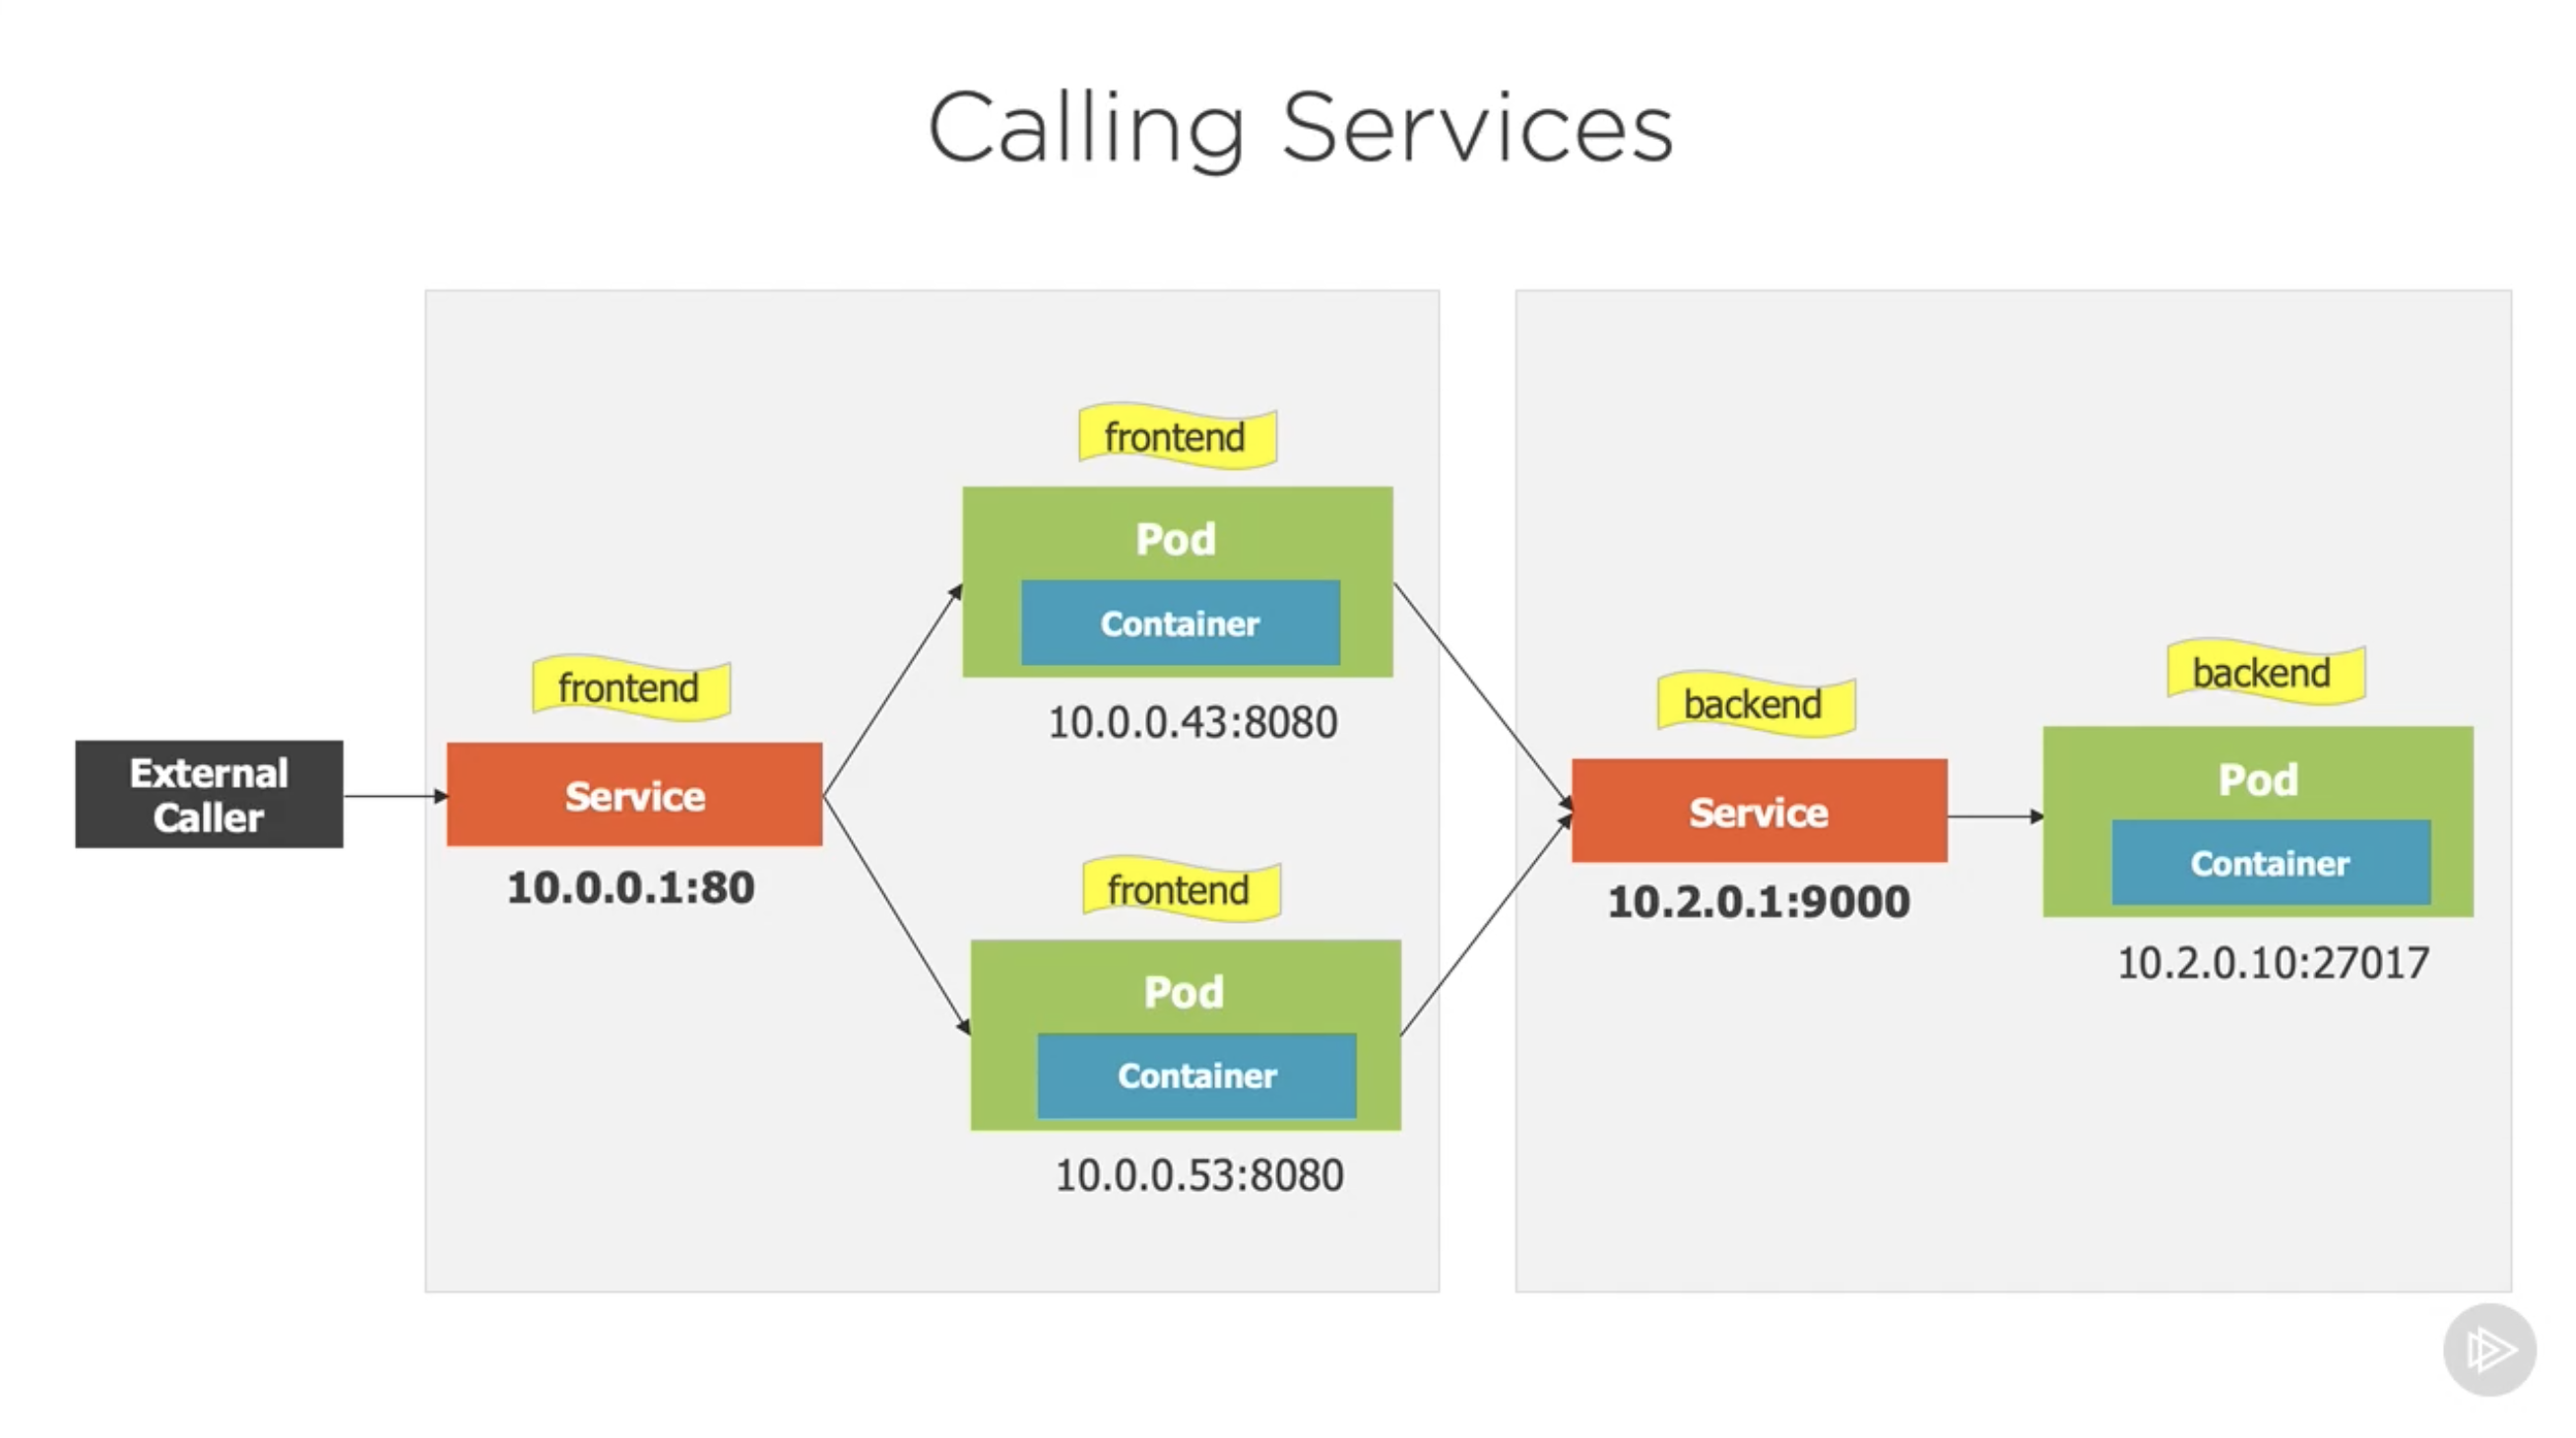 Calling Services
External
Caller
frontend
Service
10.0.0.1:80
frontend
Pod
Container
10.0.0.43:8080
frontend
Pod
Container
10.0.0.53:8080
backend
Service
10.2.0.1:9000
backend
Pod
Container
10.2.0.10:27017